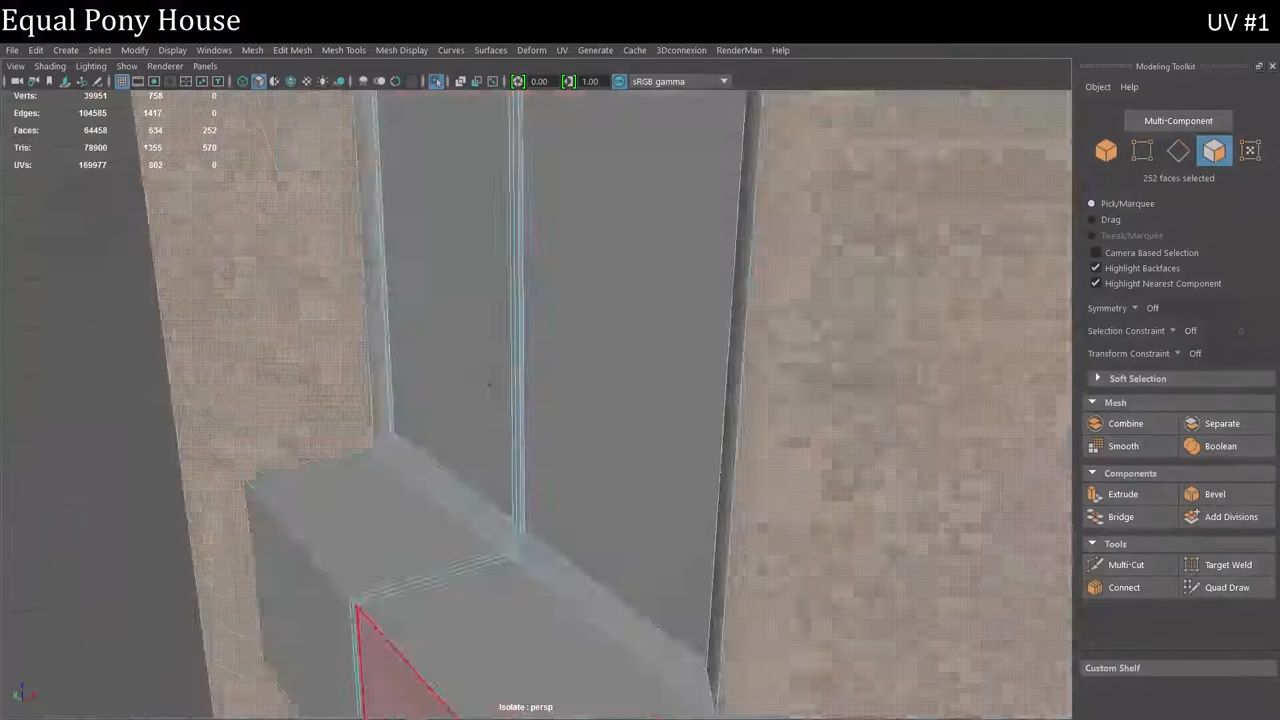 Equal Pony House
UV #1
File Edit Create Select Modify Display Windows Mesh Edit Mesh Mesh Tools Mesh Display Curves Surfaces Deform UV Generate Cache 3Dconnexion RenderMan Help
View Shading Lighting Show Renderer Panels
Modeling Toolkit
0.00 1.00 sRGB gamma
Object Help
Verts: 39951 758
Edges: 104585 1417
Faces: 64458 634 252
Tris: 78900 1355 570
UVs: 169977 802 0
Multi-Component
252 faces selected
Pick/Marquee
Drag
Tweak/Marquee
Camera Based Selection
Highlight Backfaces
Highlight Nearest Component
Symmetry Off
Selection Constraint Off 0
Transform Constraint Off
Soft Selection
Mesh
Combine Separate
Smooth Boolean
Components
Extrude Bevel
Bridge Add Divisions
Tools
Multi-Cut Target Weld
Connect Quad Draw
Custom Shelf
Isolate : persp